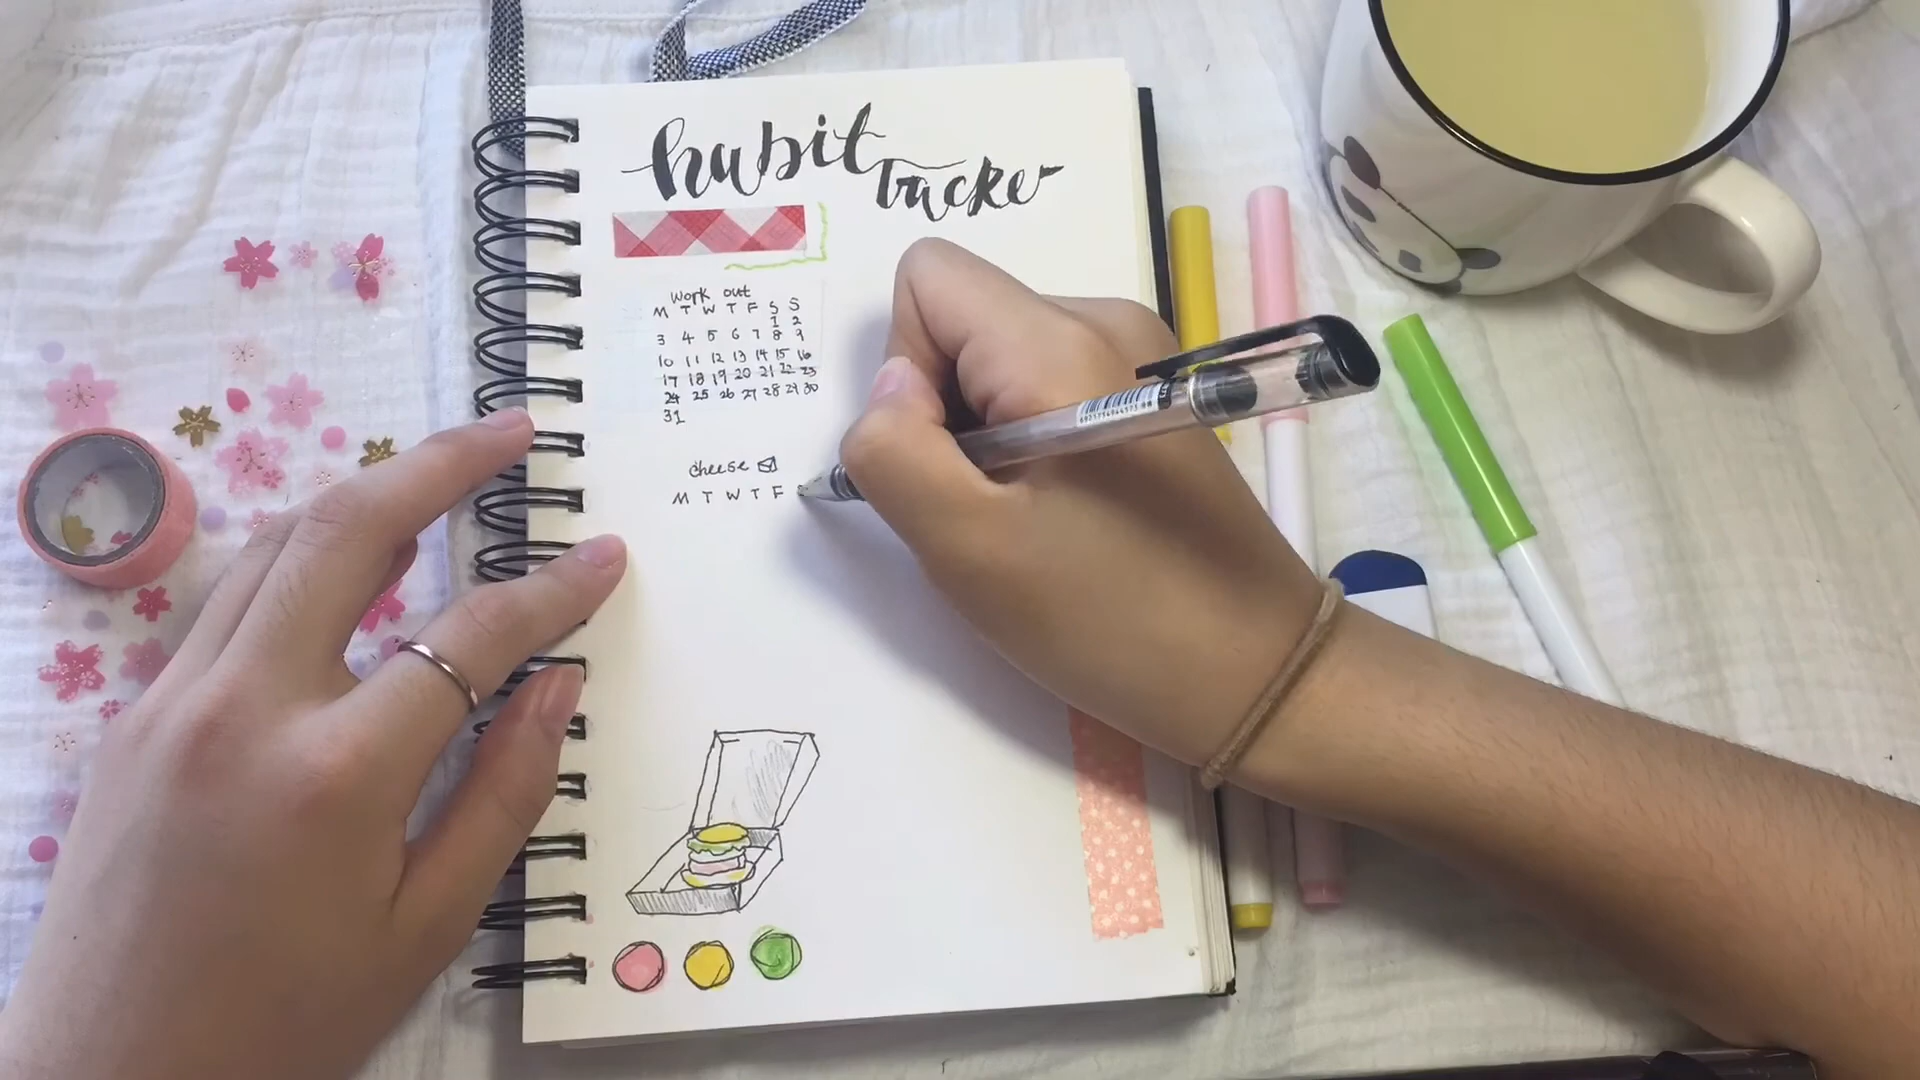 habit
tracker
Work out
M T W T F S S
1 2
3 4 5 6 7 8 9
10 11 12 13 14 15 16
17 18 19 20 21 22 23
24 25 26 27 28 29 30
31
cheese
M T W T F